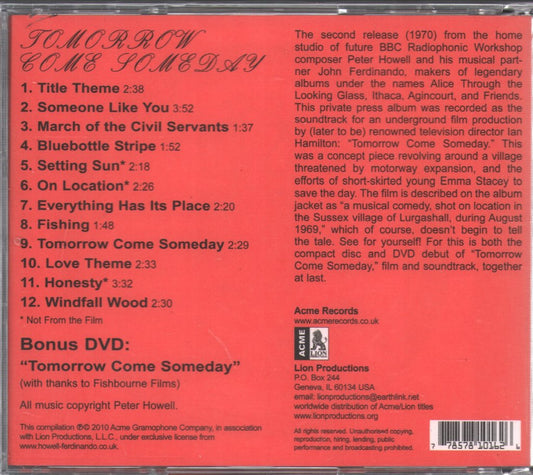 TOMORROW
COME SOMEDAY
1. Title Theme 2:38
2. Someone Like You 3:52
3. March of the Civil Servants 1:37
4. Bluebottle Stripe 1:52
5. Setting Sun* 2:18
6. On Location* 2:26
7. Everything Has Its Place 2:20
8. Fishing 1:48
9. Tomorrow Come Someday 2:29
10. Love Theme 2:33
11. Honesty* 3:32
12. Windfall Wood 2:30
* Not From the Film
Bonus DVD:
“Tomorrow Come Someday”
(with thanks to Fishbourne Films)
All music copyright Peter Howell.
This compilation ℗© 2010 Acme Gramophone Company, in association
with Lion Productions, L.L.C., under exclusive license from
www.howell-ferdinando.co.uk.
The second release (1970) from the home
studio of future BBC Radiophonic Workshop
composer Peter Howell and his musical part-
ner John Ferdinando, makers of legendary
albums under the names Alice Through the
Looking Glass, Ithaca, Agincourt, and Friends.
This private press album was recorded as the
soundtrack for an underground film production
by (later to be) renowned television director Ian
Hamilton: “Tomorrow Come Someday.” This
was a concept piece revolving around a village
threatened by motorway expansion, and the
efforts of short-skirted young Emma Stacey to
save the day. The film is described on the album
jacket as “a musical comedy, shot on location in
the Sussex village of Lurgashall, during August
1969,” which of course, doesn’t begin to tell
the tale. See for yourself! For this is both the
compact disc and DVD debut of “Tomorrow
Come Someday,” film and soundtrack, together
at last.
Acme Records
www.acmerecords.co.uk
ACME
LION
Lion Productions
P.O. Box 244
Geneva, IL 60134 USA
email: lionproductions@earthlink.net
worldwide distribution of Acme/Lion titles
www.lionproductions.org
All rights reserved. Unauthorised copying,
reproduction, hiring, lending, public
performance and broadcasting prohibited.
7 78578 10162 6